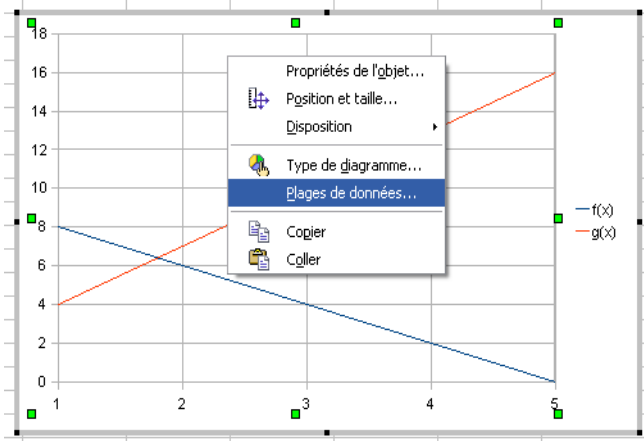 18
16
14
12
10
8
6
4
2
0
1 2 3 4 5
Propriétés de l'objet...
Position et taille...
Disposition
Type de diagramme...
Plages de données...
Copier
Coller
f(x)
g(x)